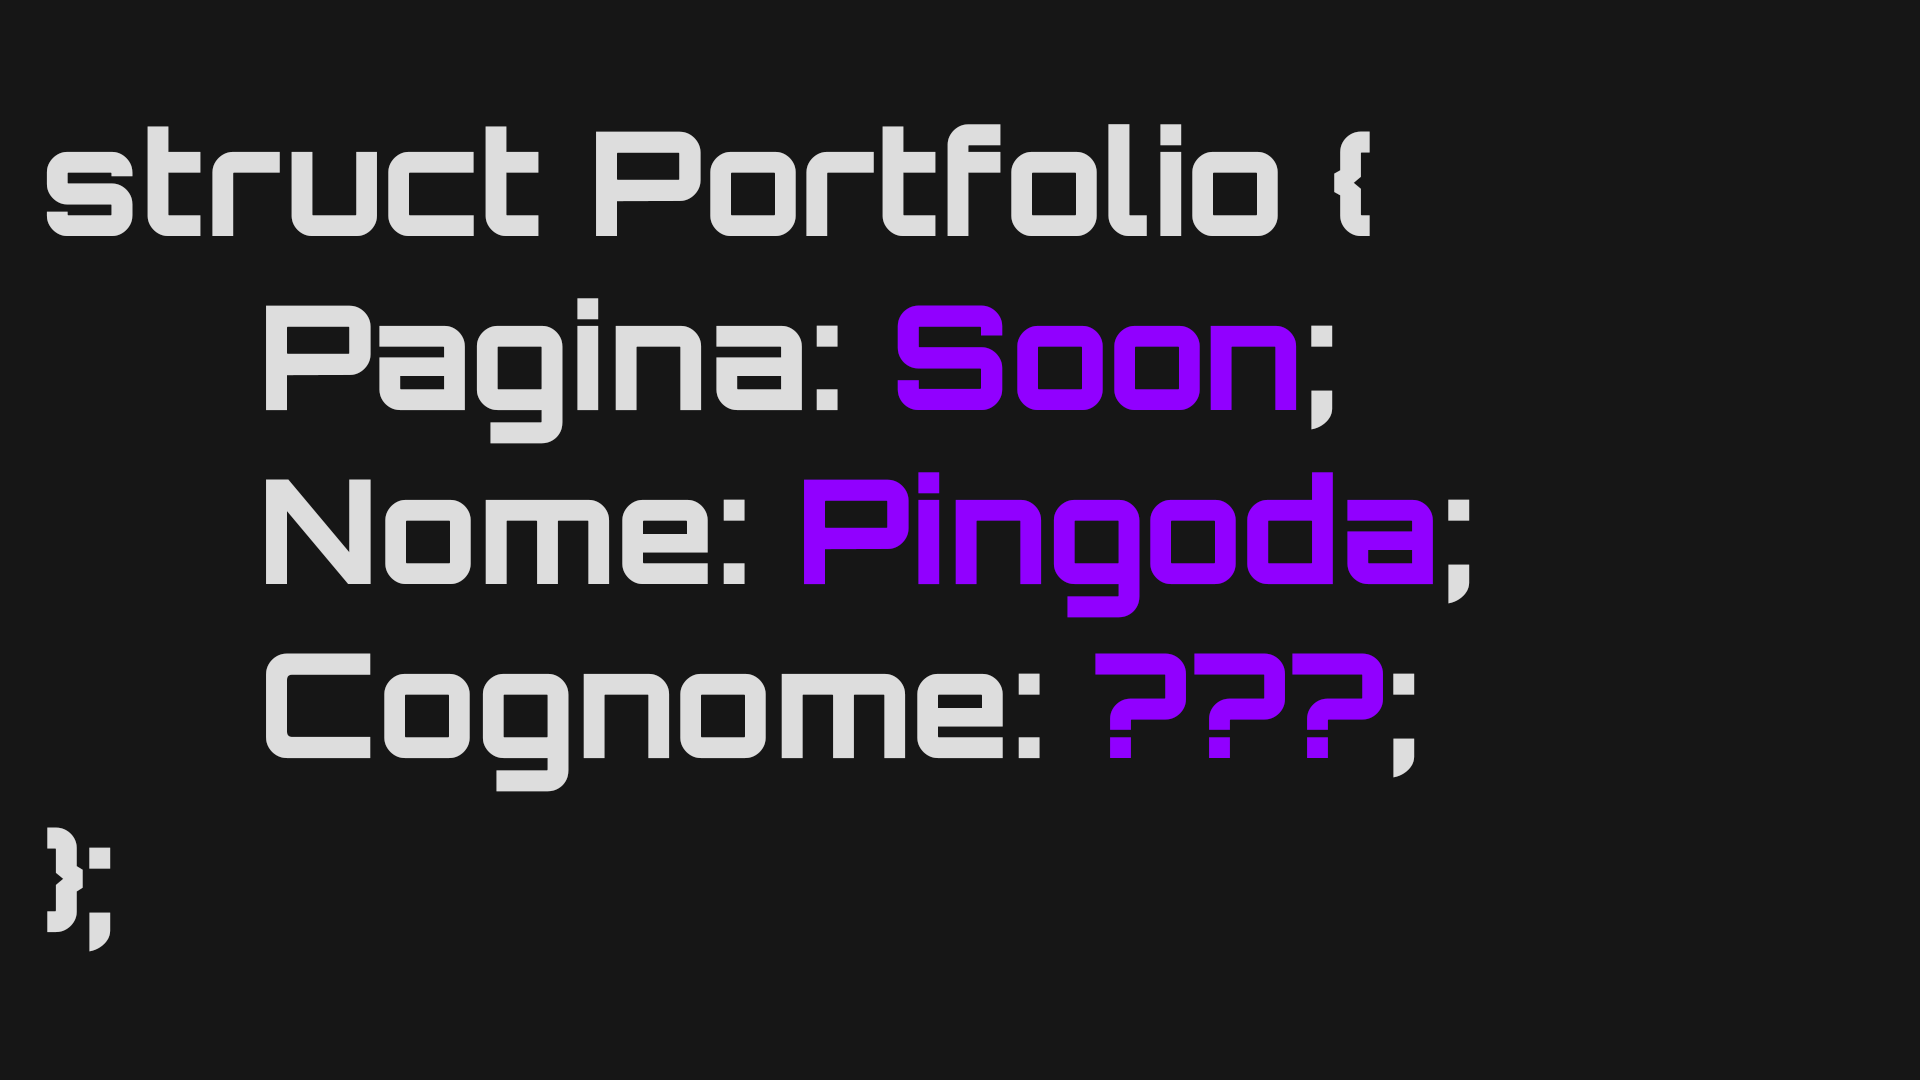 struct Portfolio {
Pagina: Soon;
Nome: Pingoda;
Cognome: ???;
};